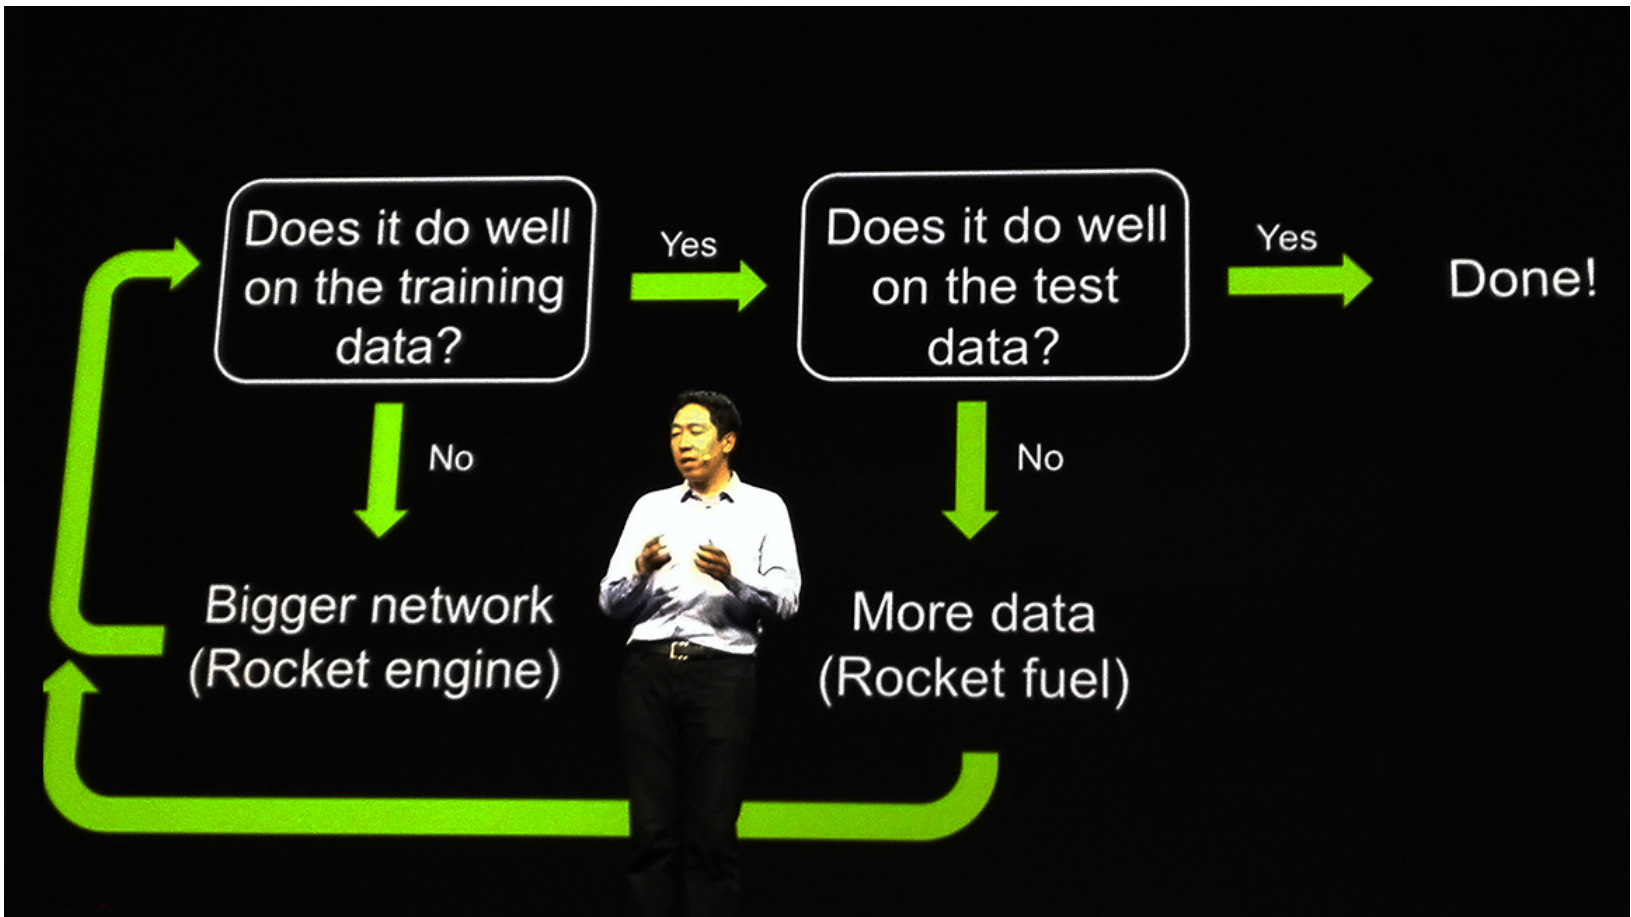 Does it do well
on the training
data?
Yes
Does it do well
on the test
data?
Yes
Done!
No
No
Bigger network
(Rocket engine)
More data
(Rocket fuel)